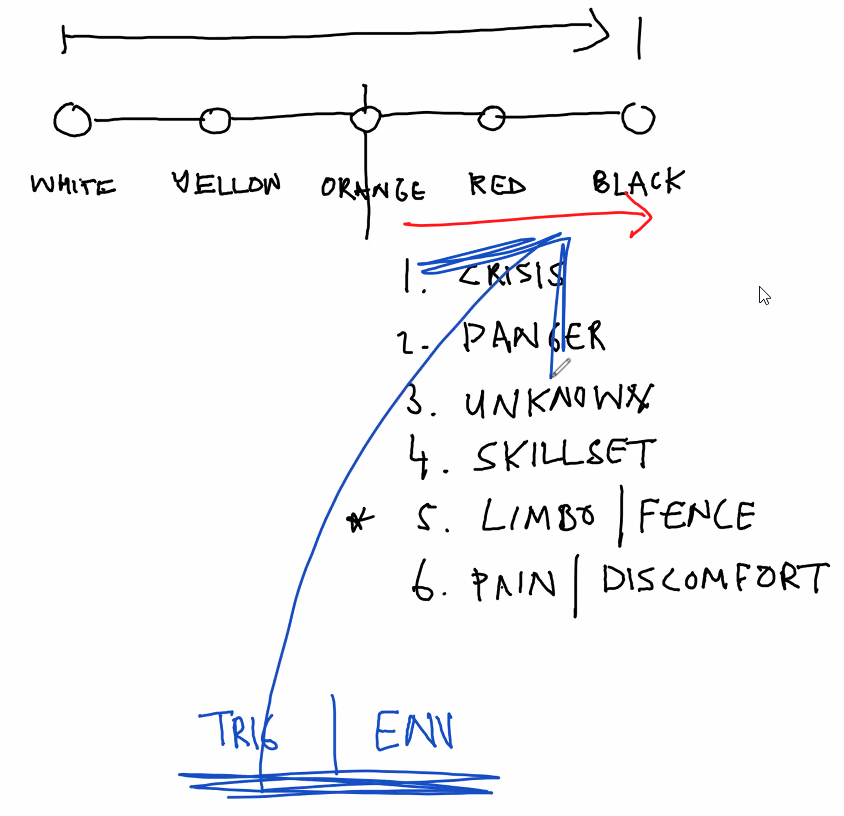 WHITE YELLOW ORANGE RED BLACK
1. CRISIS
2. DANGER
3. UNKNOWN
4. SKILLSET
* 5. LIMBO | FENCE
6. PAIN | DISCOMFORT
TRIG | ENV